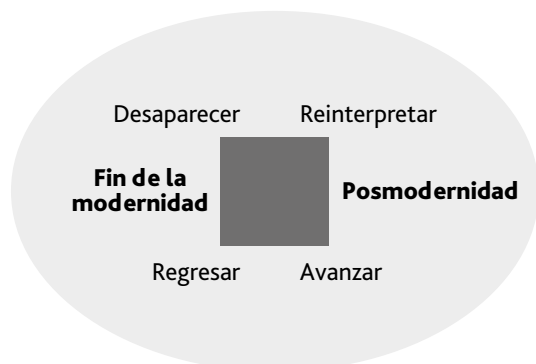 Desaparecer Reinterpretar
Fin de la
modernidad
Posmodernidad
Regresar Avanzar